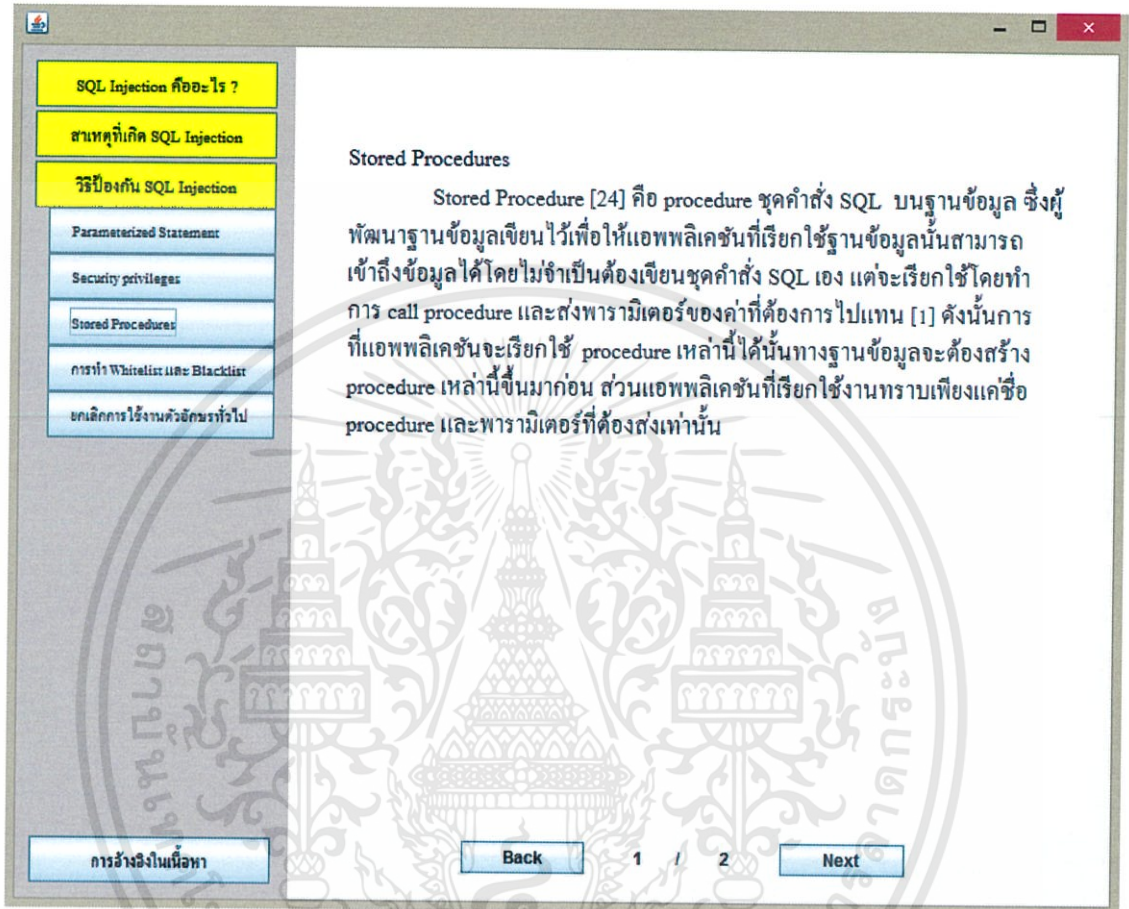 SQL Injection คืออะไร ?
สาเหตุที่เกิด SQL Injection
วิธีป้องกัน SQL Injection
Parameterized Statement
Security privileges
Stored Procedures
การทำ Whitelist และ Blacklist
ยกเลิกการใช้งานตัวอักษรทั่วไป
การอ้างอิงในเนื้อหา
Stored Procedures
Stored Procedure [24] คือ procedure ชุดคำสั่ง SQL บนฐานข้อมูล ซึ่งผู้
พัฒนาฐานข้อมูลเขียนไว้เพื่อให้แอพพลิเคชันที่เรียกใช้ฐานข้อมูลนั้นสามารถ
เข้าถึงข้อมูลได้โดยไม่จำเป็นต้องเขียนชุดคำสั่ง SQL เอง แต่จะเรียกใช้โดยทำ
การ call procedure และส่งพารามิเตอร์ของค่าที่ต้องการไปแทน [1] ดังนั้นการ
ที่แอพพลิเคชันจะเรียกใช้ procedure เหล่านี้ได้นั้นทางฐานข้อมูลจะต้องสร้าง
procedure เหล่านี้ขึ้นมาก่อน ส่วนแอพพลิเคชันที่เรียกใช้งานทราบเพียงแค่ชื่อ
procedure และพารามิเตอร์ที่ต้องส่งเท่านั้น
Back 1 / 2 Next